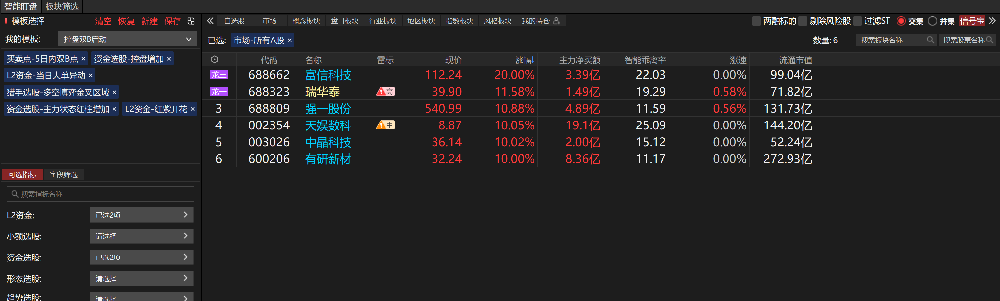 智能盯盘 板块筛选
模板选择 清空 恢复 新建 保存
我的模板: 控盘双B启动
买卖点-5日内双B点 × 资金选股-控盘增加 ×
L2资金-当日大单异动 ×
猎手选股-多空博弈金叉区域 ×
资金选股-主力状态红柱增加 × L2资金-红紫开花 ×
可选指标 字段筛选
搜索指标名称
L2资金: 已选2项
小额选股: 请选择
资金选股: 已选2项
形态选股: 请选择
趋势选股: 请选择
自选股 市场 概念板块 盘口板块 行业板块 地区板块 指数板块 风格板块 我的持仓 两融标的 剔除风险股 过滤ST 交集 并集 信号宝
已选: 市场-所有A股 × 数量: 6 搜索板块名称 搜索股票名称
代码 名称 雷标 现价 涨幅↓ 主力净买额 智能乖离率 涨速 流通市值
龙三 688662 富信科技 112.24 20.00% 3.39亿 22.03 0.00% 99.04亿
龙一 688323 瑞华泰 高 39.90 11.58% 1.49亿 19.29 0.58% 71.82亿
3 688809 强一股份 540.99 10.88% 4.89亿 11.59 0.56% 131.73亿
4 002354 天娱数科 中 8.87 10.05% 19.1亿 25.09 0.00% 144.20亿
5 003026 中晶科技 36.14 10.02% 2.00亿 15.12 0.00% 52.24亿
6 600206 有研新材 32.24 10.00% 8.36亿 11.17 0.00% 272.93亿